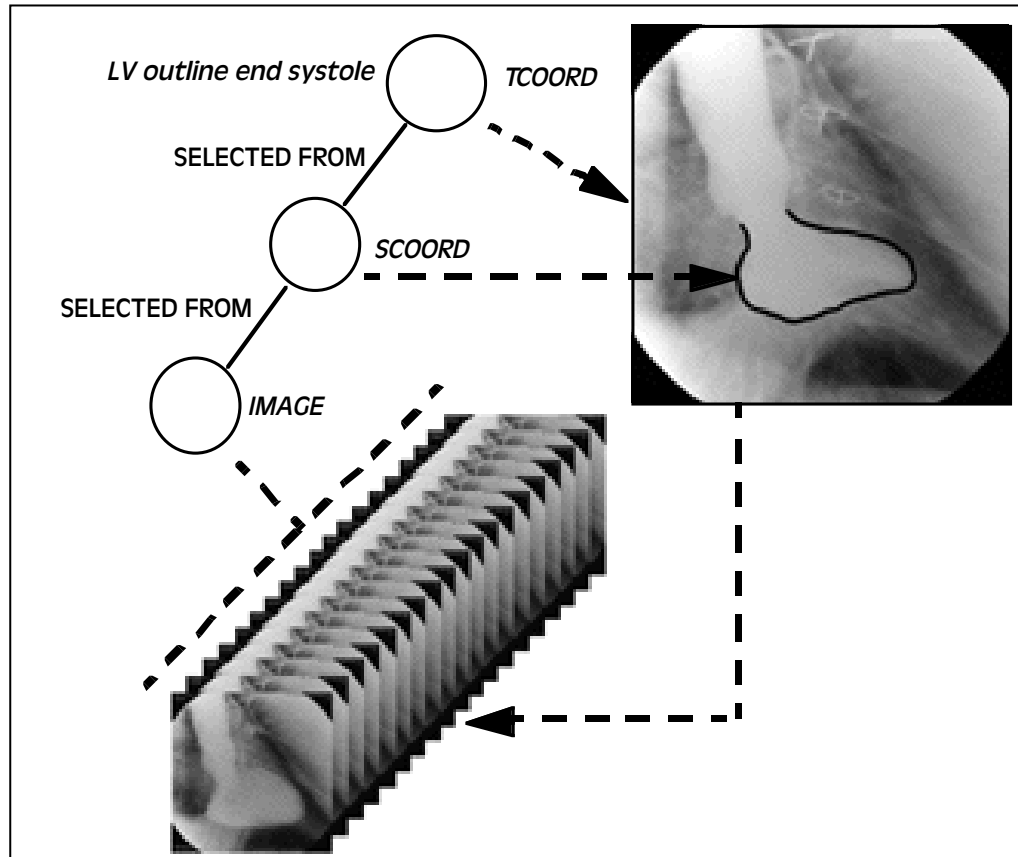 LV outline end systole
TCOORD
SELECTED FROM
SCOORD
SELECTED FROM
IMAGE